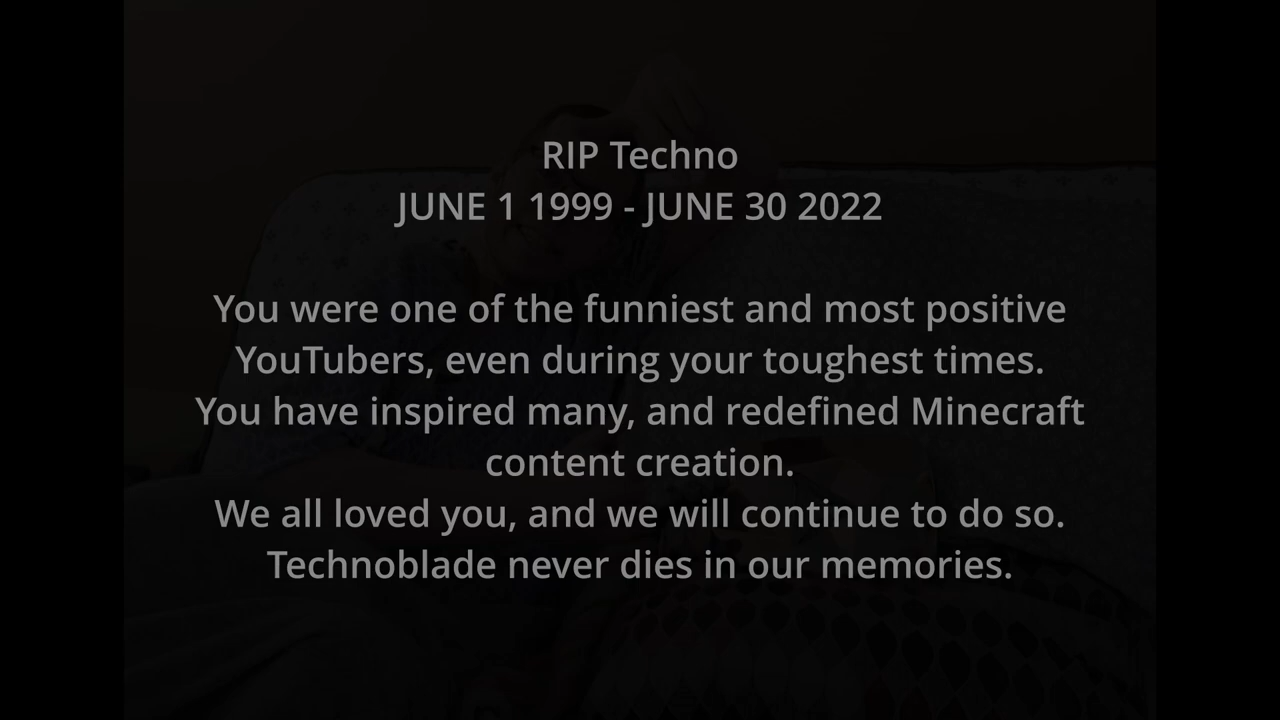 RIP Techno
JUNE 1 1999 - JUNE 30 2022
You were one of the funniest and most positive
YouTubers, even during your toughest times.
You have inspired many, and redefined Minecraft
content creation.
We all loved you, and we will continue to do so.
Technoblade never dies in our memories.